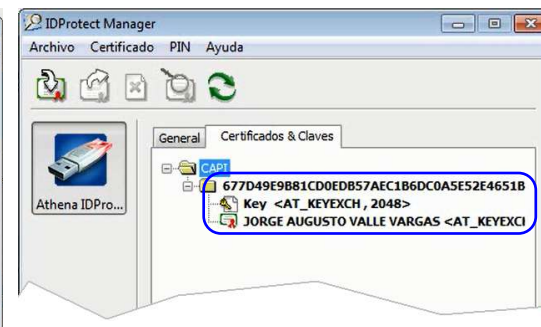 IDProtect Manager
Archivo Certificado PIN Ayuda
General Certificados & Claves
CAPI
677D49E9B81CD0EDB57AEC1B6DC0A5E52E4651B
Key <AT_KEYEXCH , 2048>
JORGE AUGUSTO VALLE VARGAS <AT_KEYEXCI
Athena IDPro...